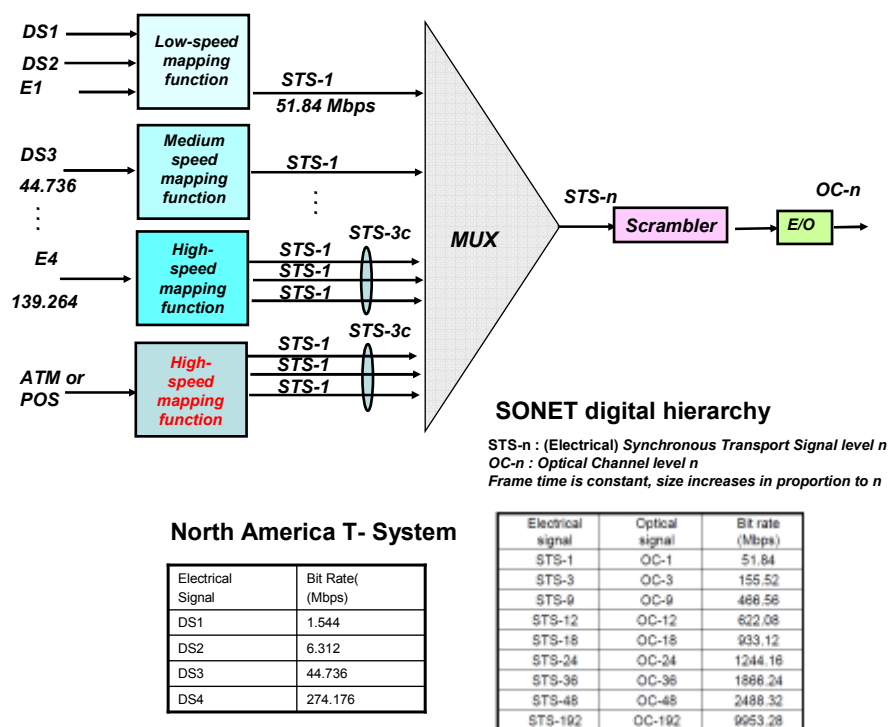 DS1
DS2
E1
Low-speed
mapping
function
STS-1
51.84 Mbps
DS3
44.736
Medium
speed
mapping
function
STS-1
E4
139.264
High-
speed
mapping
function
STS-1
STS-1
STS-1
STS-3c
ATM or
POS
High-
speed
mapping
function
STS-1
STS-1
STS-1
STS-3c
MUX
STS-n
Scrambler
E/O
OC-n
SONET digital hierarchy
STS-n : (Electrical) Synchronous Transport Signal level n
OC-n : Optical Channel level n
Frame time is constant, size increases in proportion to n
North America T- System
Electrical Signal Bit Rate( (Mbps)
DS1 1.544
DS2 6.312
DS3 44.736
DS4 274.176
Electrical signal Optical signal Bit rate (Mbps)
STS-1 OC-1 51.84
STS-3 OC-3 155.52
STS-9 OC-9 466.56
STS-12 OC-12 622.08
STS-18 OC-18 933.12
STS-24 OC-24 1244.16
STS-36 OC-36 1866.24
STS-48 OC-48 2488.32
STS-192 OC-192 9953.28